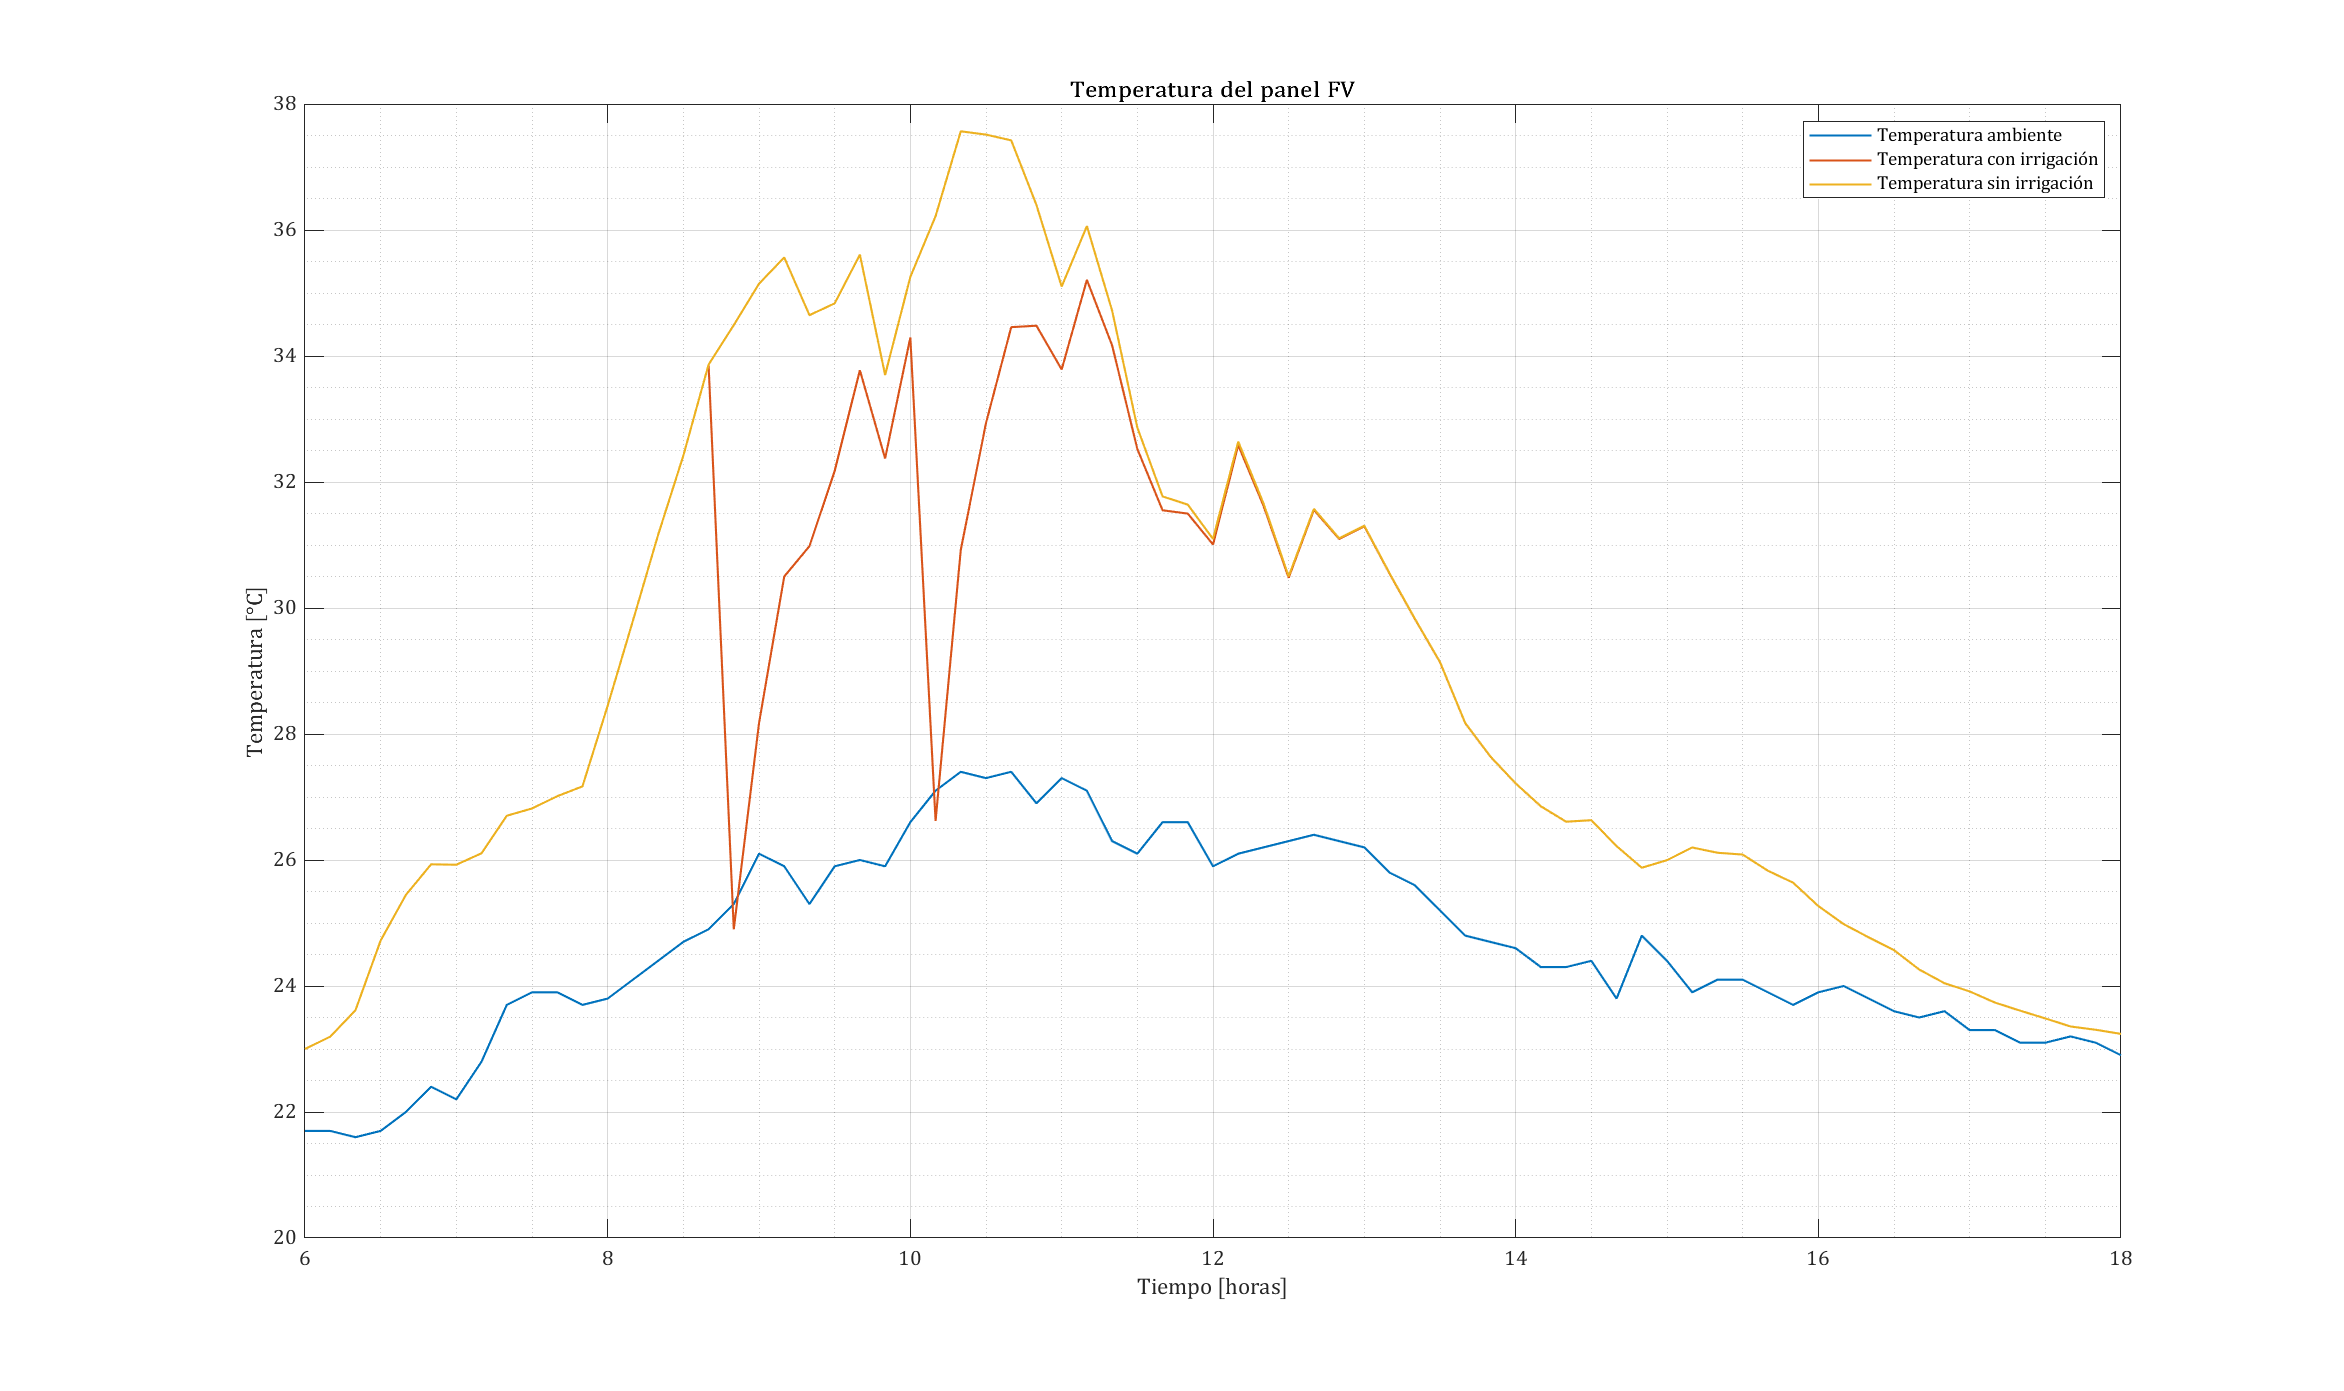 Temperatura del panel FV
Temperatura ambiente
Temperatura con irrigación
Temperatura sin irrigación
Temperatura [°C]
38
36
34
32
30
28
26
24
22
20
6 8 10 12 14 16 18
Tiempo [horas]